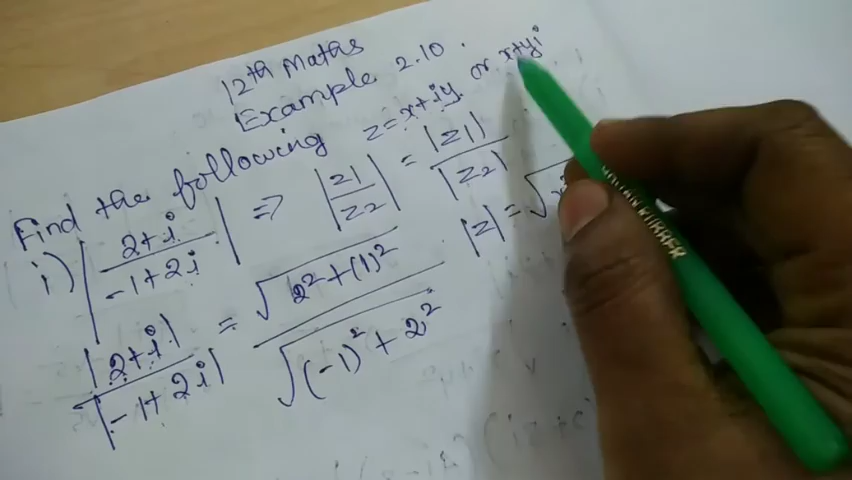 12th Maths
Example 2.10.
z=x+iy or x+yi
Find the following
i) |2+i / -1+2i| => |z1/z2| = |z1|/|z2|
|z|=√x²
|2+i| / |-1+2i| = √2²+(1)² / √(-1)²+2²